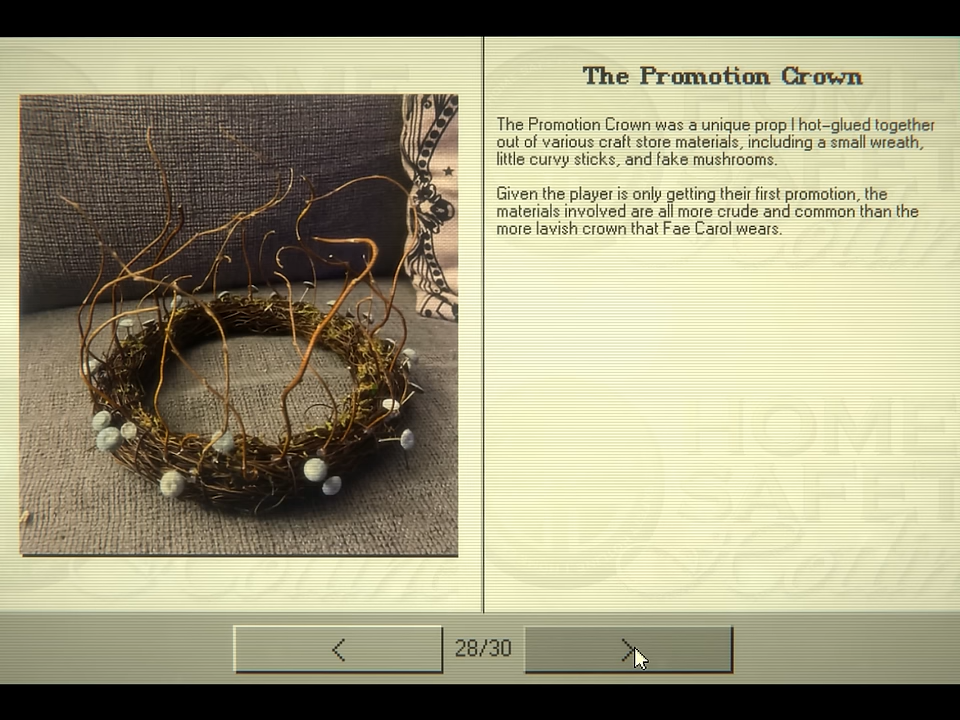 The Promotion Crown
The Promotion Crown was a unique prop I hot-glued together
out of various craft store materials, including a small wreath,
little curvy sticks, and fake mushrooms.
Given the player is only getting their first promotion, the
materials involved are all more crude and common than the
more lavish crown that Fae Carol wears.
HOME
SAFET
< 28/30 >